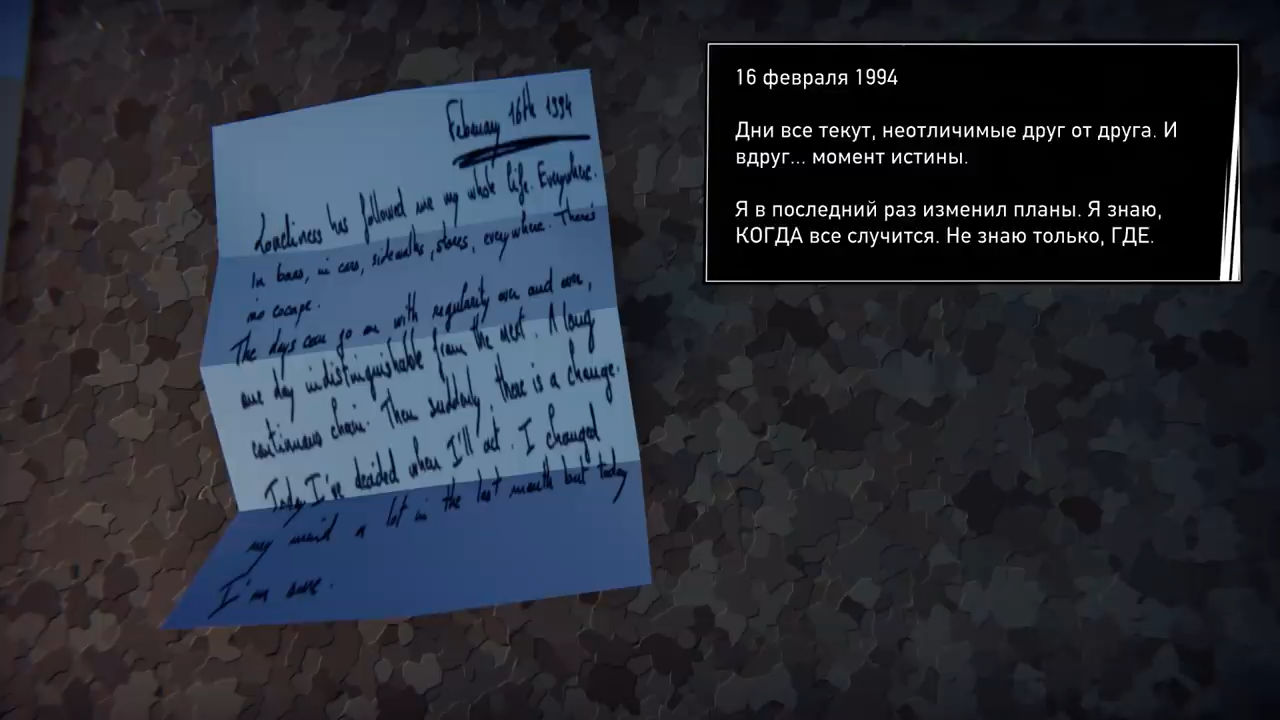 February 16th 1994
Loneliness has followed me my whole life. Everywhere.
In bars, in cars, sidewalks, stores, everywhere. There's
no escape.
The days can go on with regularity over and over,
one day indistinguishable from the next. A long
continuous chain. Then suddenly, there is a change.
Today I've decided when I'll act. I changed
my mind a lot in the last month but today
I'm sure.
16 февраля 1994
Дни все текут, неотличимые друг от друга. И
вдруг... момент истины.
Я в последний раз изменил планы. Я знаю,
КОГДА все случится. Не знаю только, ГДЕ.